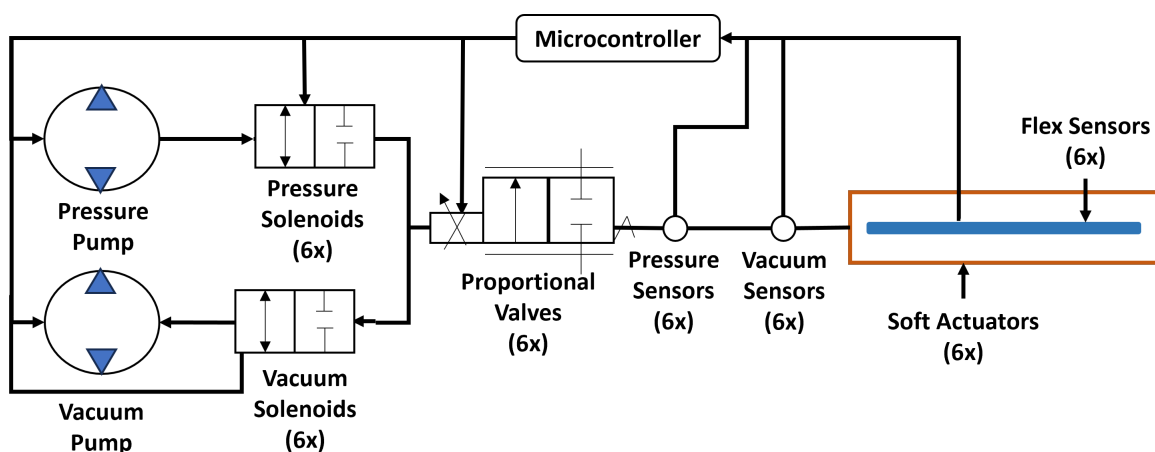 Microcontroller
Flex Sensors
(6x)
Pressure
Pump
Pressure
Solenoids
(6x)
Proportional
Valves
(6x)
Pressure
Sensors
(6x)
Vacuum
Sensors
(6x)
Soft Actuators
(6x)
Vacuum
Pump
Vacuum
Solenoids
(6x)